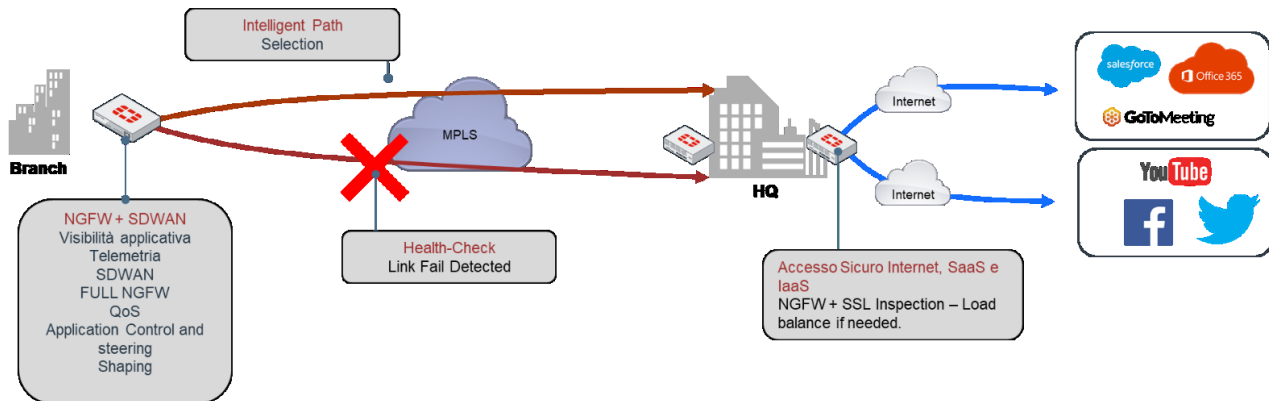 Intelligent Path
Selection
salesforce
Office 365
Internet
GoToMeeting
MPLS
Branch
HQ
Internet
YouTube
NGFW + SDWAN
Visibilità applicativa
Telemetria
SDWAN
FULL NGFW
QoS
Application Control and
steering
Shaping
Health-Check
Link Fail Detected
Accesso Sicuro Internet, SaaS e
IaaS
NGFW + SSL Inspection – Load
balance if needed.